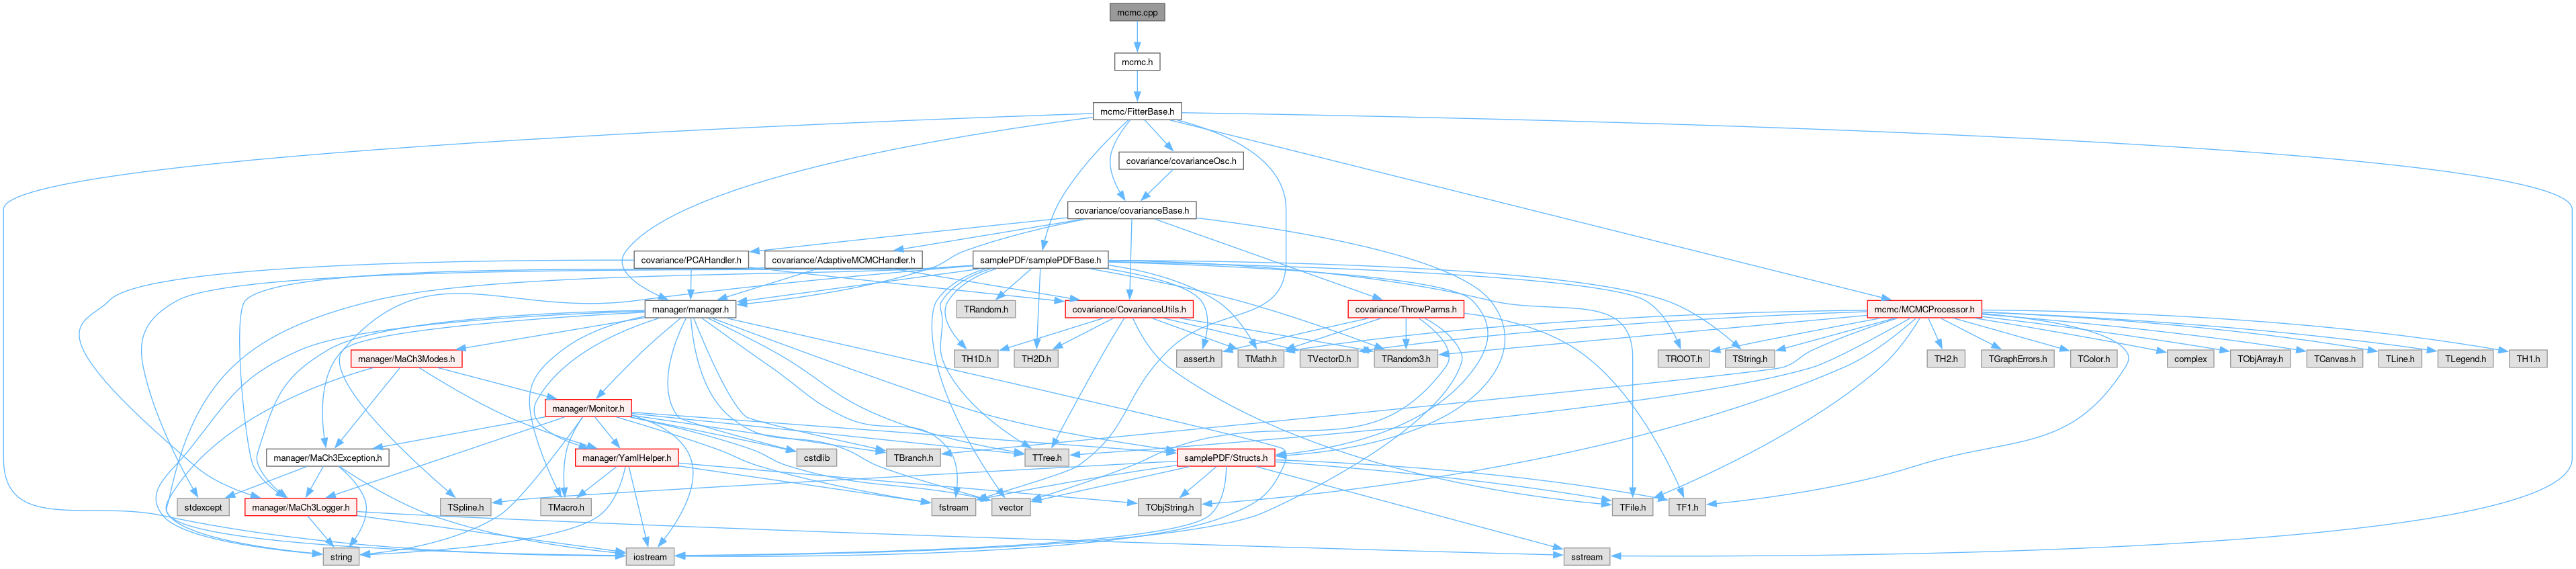 mcmc.cpp
mcmc.h
mcmc/FitterBase.h
covariance/covarianceOsc.h
covariance/covarianceBase.h
covariance/PCAHandler.h
covariance/AdaptiveMCMCHandler.h
samplePDF/samplePDFBase.h
manager/manager.h
TRandom.h
covariance/CovarianceUtils.h
covariance/ThrowParms.h
mcmc/MCMCProcessor.h
manager/MaCh3Modes.h
TH1D.h
TH2D.h
assert.h
TMath.h
TVectorD.h
TRandom3.h
TROOT.h
TString.h
TH2.h
TGraphErrors.h
TColor.h
complex
TObjArray.h
TCanvas.h
TLine.h
TLegend.h
TH1.h
manager/Monitor.h
manager/MaCh3Exception.h
manager/YamlHelper.h
cstdlib
TBranch.h
TTree.h
samplePDF/Structs.h
stdexcept
manager/MaCh3Logger.h
TSpline.h
TMacro.h
fstream
vector
TObjString.h
TFile.h
TF1.h
string
iostream
sstream